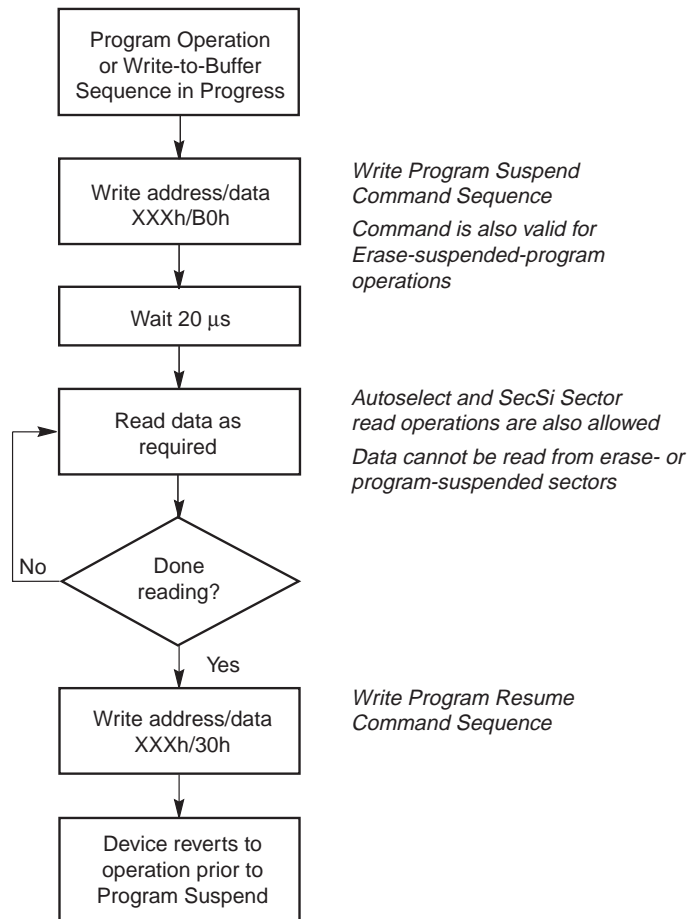 Program Operation
or Write-to-Buffer
Sequence in Progress
Write address/data
XXXh/B0h
Write Program Suspend
Command Sequence
Command is also valid for
Erase-suspended-program
operations
Wait 20 μs
Read data as
required
Autoselect and SecSi Sector
read operations are also allowed
Data cannot be read from erase- or
program-suspended sectors
Done
reading?
No
Yes
Write address/data
XXXh/30h
Write Program Resume
Command Sequence
Device reverts to
operation prior to
Program Suspend